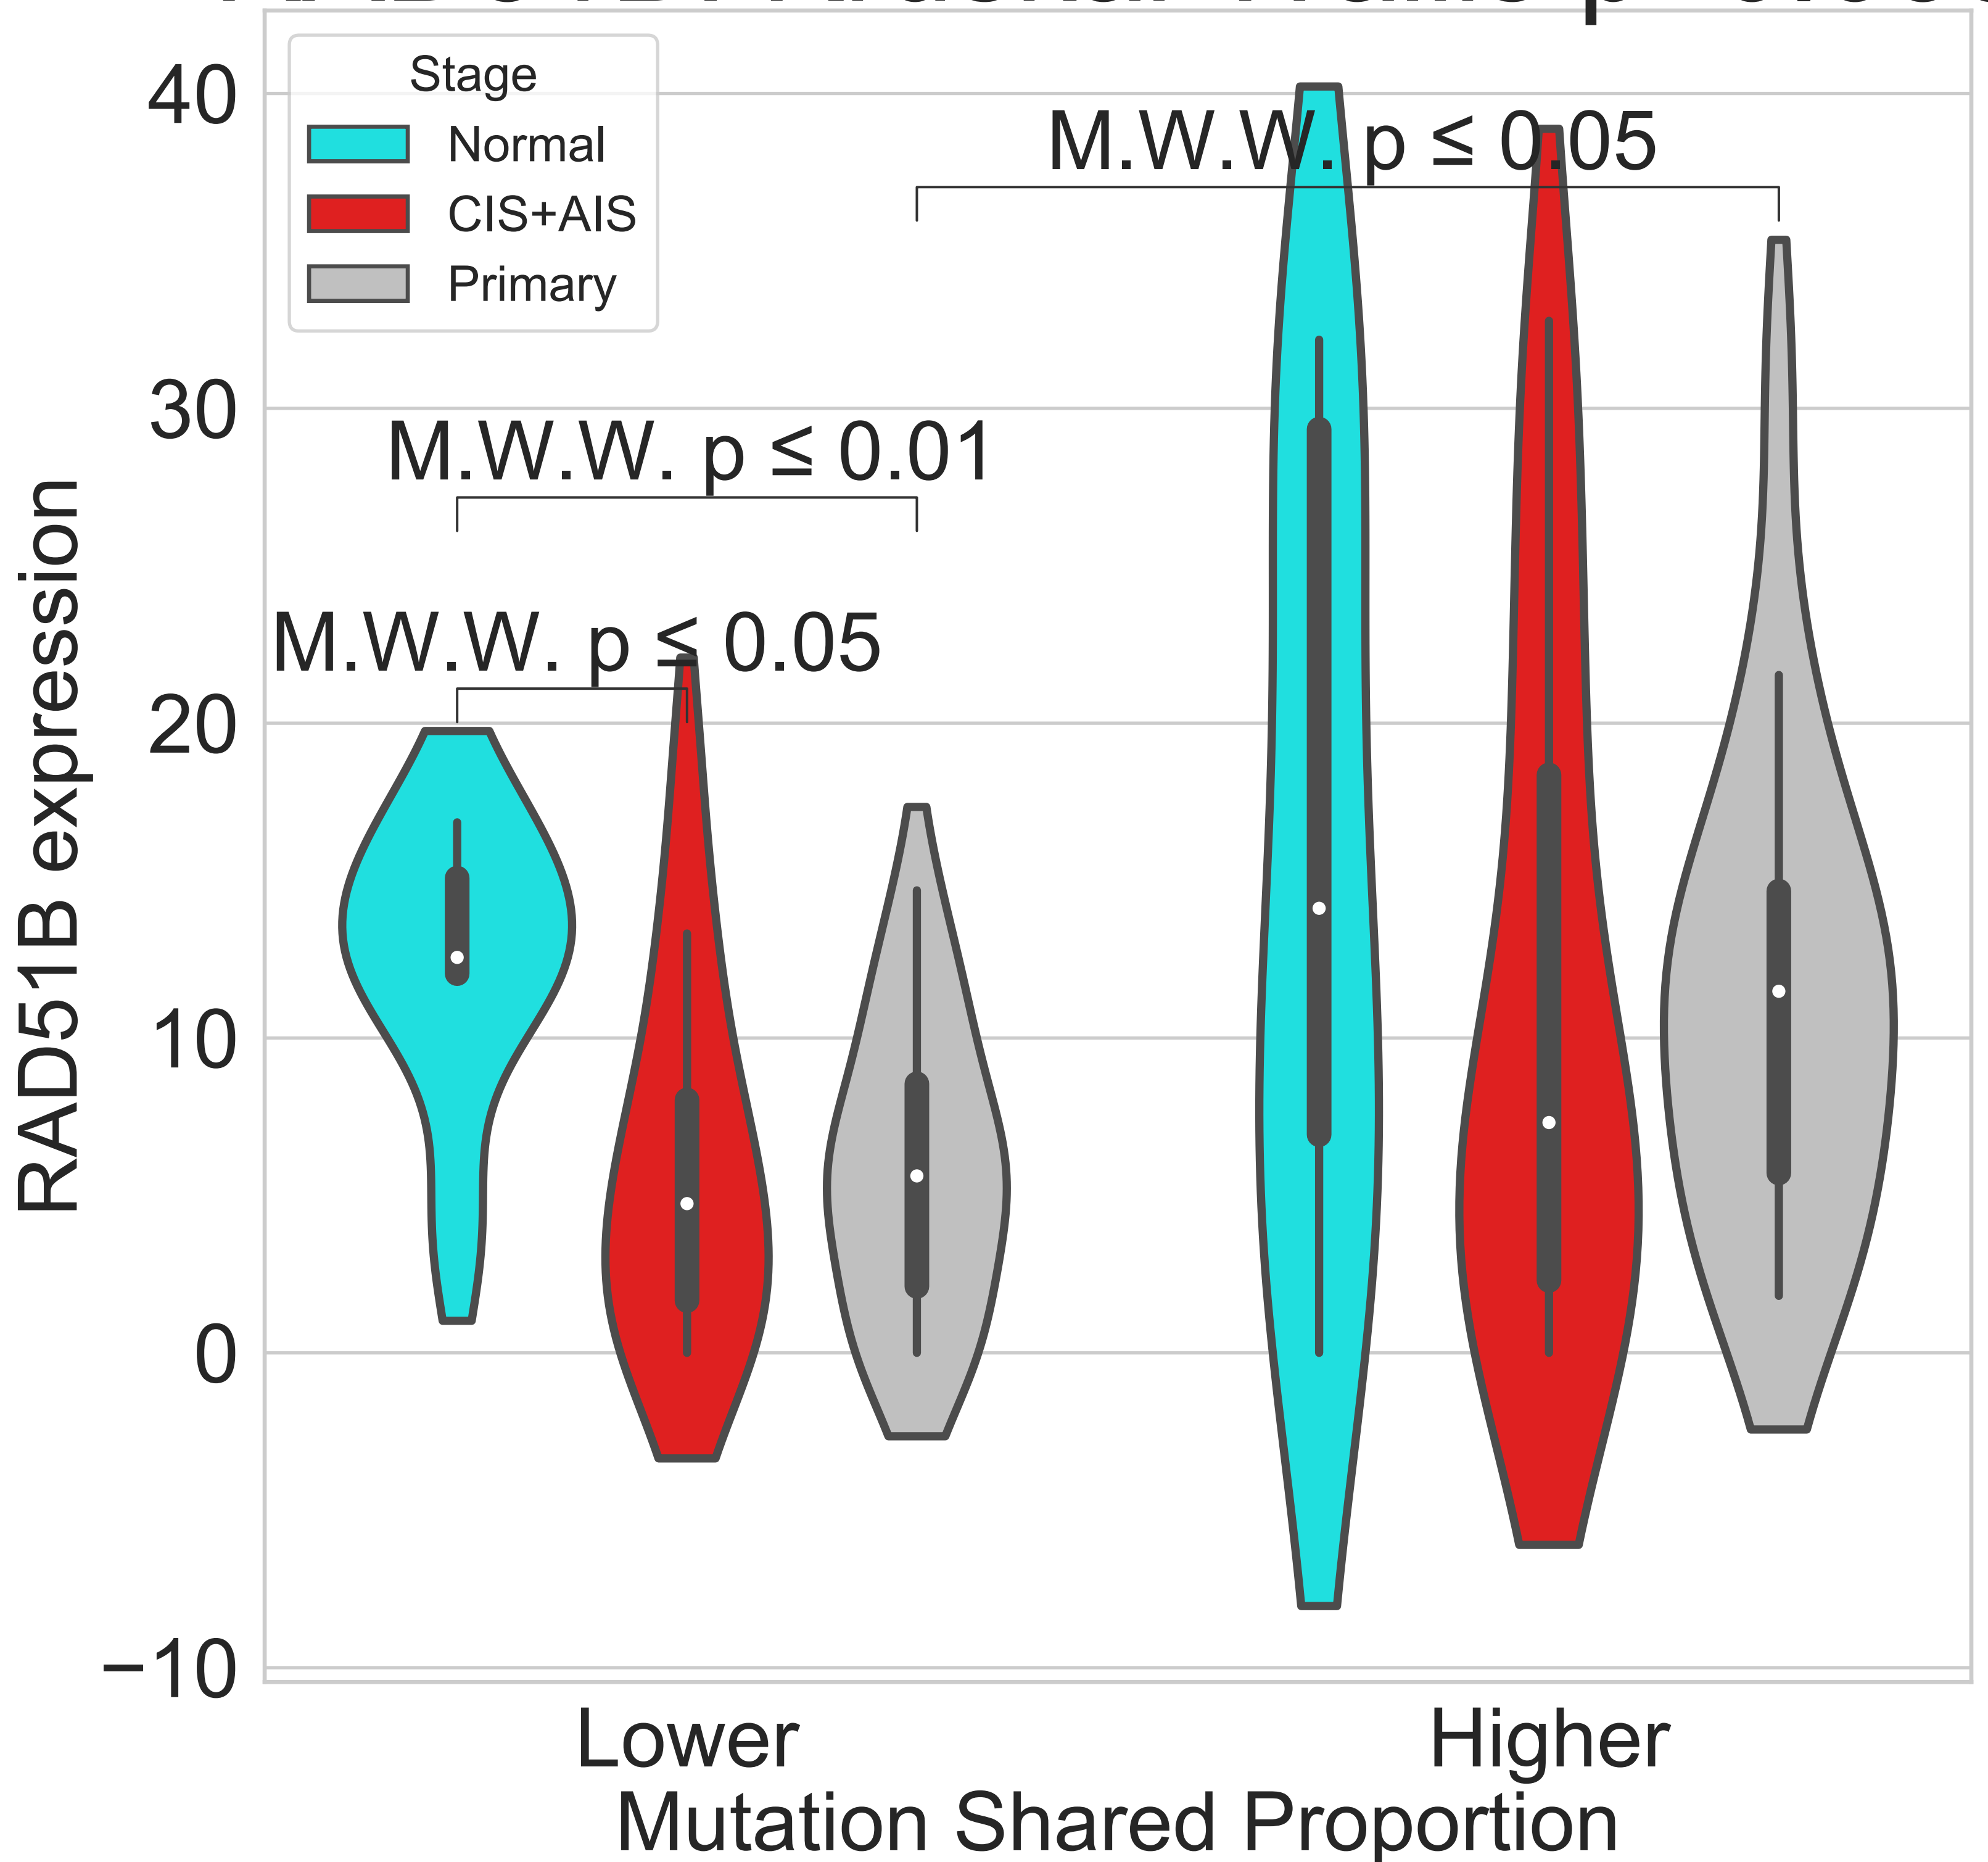 Stage
Normal
CIS+AIS
Primary
M.W.W. p ≤ 0.05
M.W.W. p ≤ 0.01
M.W.W. p ≤ 0.05
40
30
20
10
0
−10
RAD51B expression
Lower
Higher
Mutation Shared Proportion